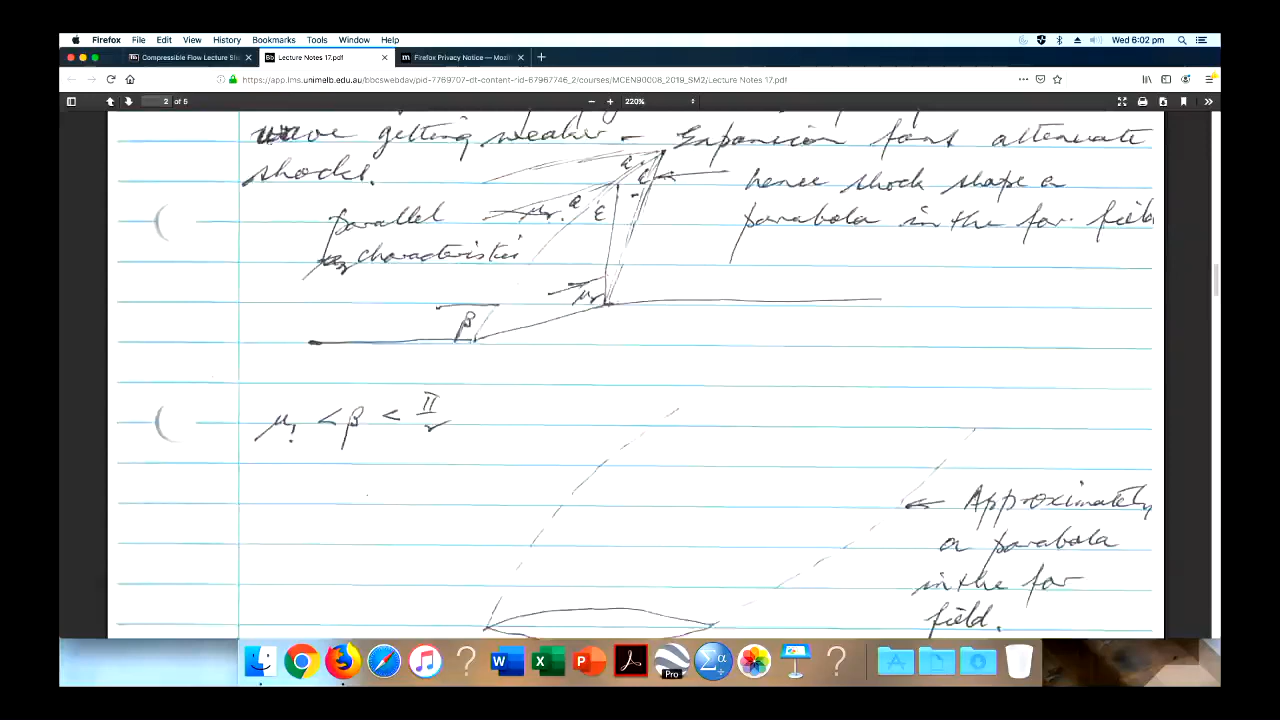 Firefox File Edit View History Bookmarks Tools Window Help Wed 6:02 pm
Compressible Flow Lecture Sli Lecture Notes 17.pdf Firefox Privacy Notice — Mozil
https://app.lms.unimelb.edu.au/bbcswebdav/pid-7769707-dt-content-rid-67967746_2/courses/MCEN90008_2019_SM2/Lecture Notes 17.pdf
2 of 5 220%
getting weaker - Expansion fans attenuate
shocks.
hence shock shape a
parabola in the far field
parallel
characteristics
a
ε
a
ε
β
μ₁ < β < π/2
← Approximately
a parabola
in the far
field.
Pro